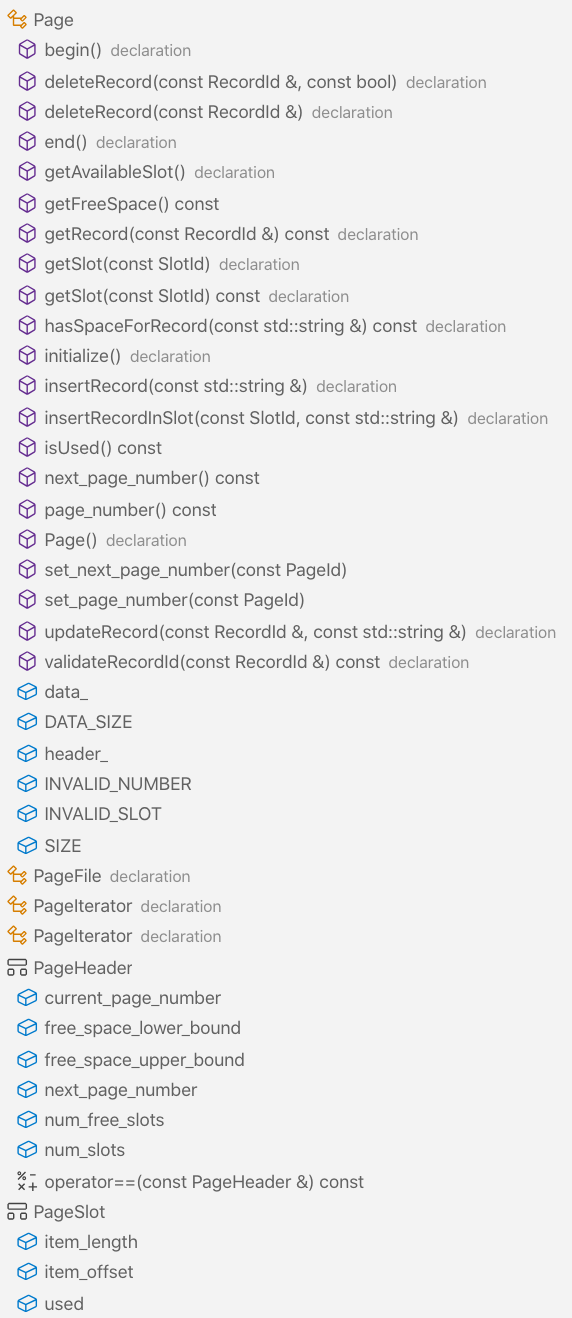 Page
begin() declaration
deleteRecord(const RecordId &, const bool) declaration
deleteRecord(const RecordId &) declaration
end() declaration
getAvailableSlot() declaration
getFreeSpace() const
getRecord(const RecordId &) const declaration
getSlot(const SlotId) declaration
getSlot(const SlotId) const declaration
hasSpaceForRecord(const std::string &) const declaration
initialize() declaration
insertRecord(const std::string &) declaration
insertRecordInSlot(const SlotId, const std::string &) declaration
isUsed() const
next_page_number() const
page_number() const
Page() declaration
set_next_page_number(const PageId)
set_page_number(const PageId)
updateRecord(const RecordId &, const std::string &) declaration
validateRecordId(const RecordId &) const declaration
data_
DATA_SIZE
header_
INVALID_NUMBER
INVALID_SLOT
SIZE
PageFile declaration
PageIterator declaration
PageIterator declaration
PageHeader
current_page_number
free_space_lower_bound
free_space_upper_bound
next_page_number
num_free_slots
num_slots
operator==(const PageHeader &) const
PageSlot
item_length
item_offset
used